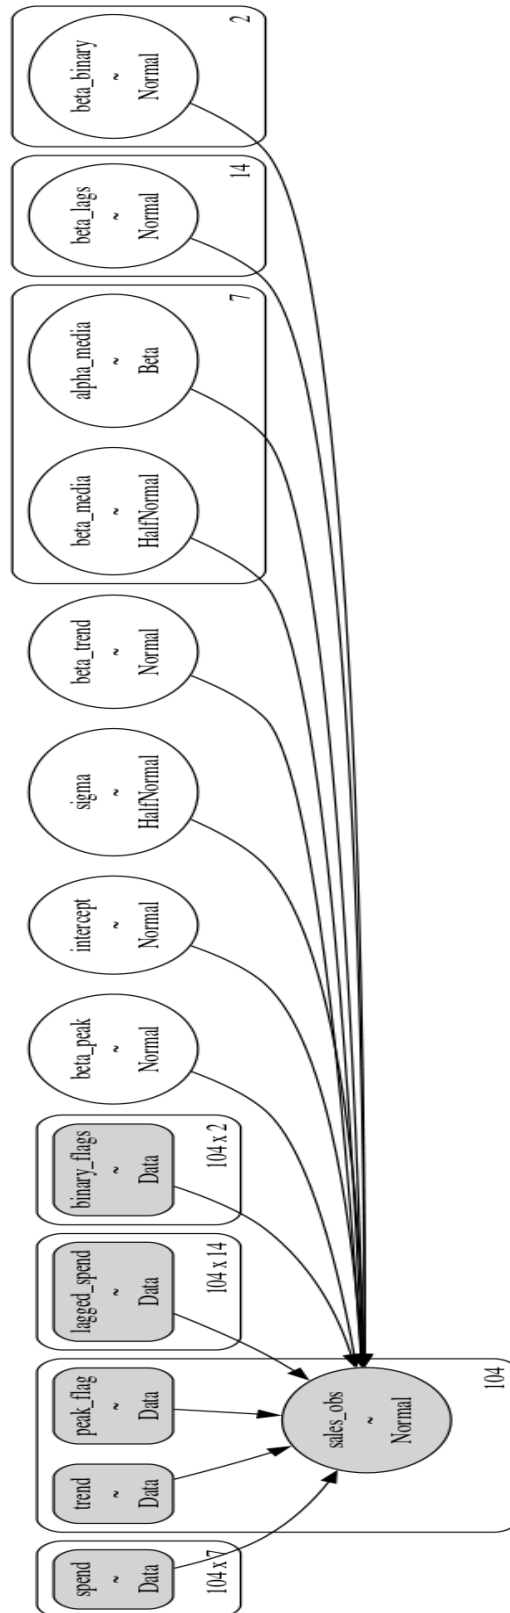 spend
~
Data
104 x 7
trend
~
Data
peak_flag
~
Data
sales_obs
~
Normal
104
lagged_spend
~
Data
104 x 14
binary_flags
~
Data
104 x 2
beta_peak
~
Normal
intercept
~
Normal
sigma
~
HalfNormal
beta_trend
~
Normal
beta_media
~
HalfNormal
alpha_media
~
Beta
7
beta_lags
~
Normal
14
beta_binary
~
Normal
2